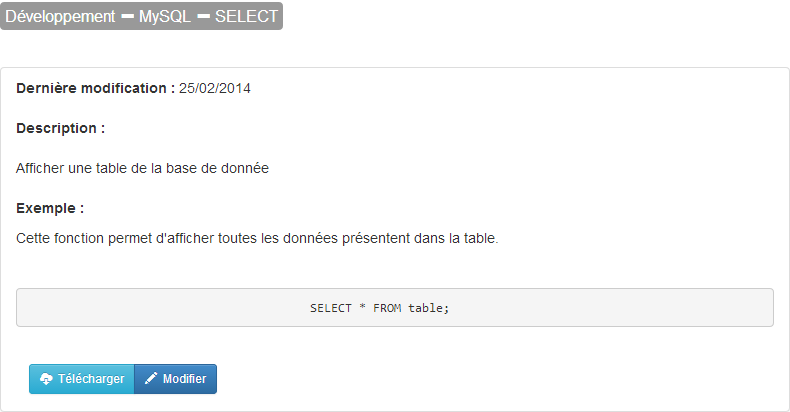 Développement – MySQL – SELECT
Dernière modification : 25/02/2014
Description :
Afficher une table de la base de donnée
Exemple :
Cette fonction permet d'afficher toutes les données présentent dans la table.
SELECT * FROM table;
Télécharger Modifier